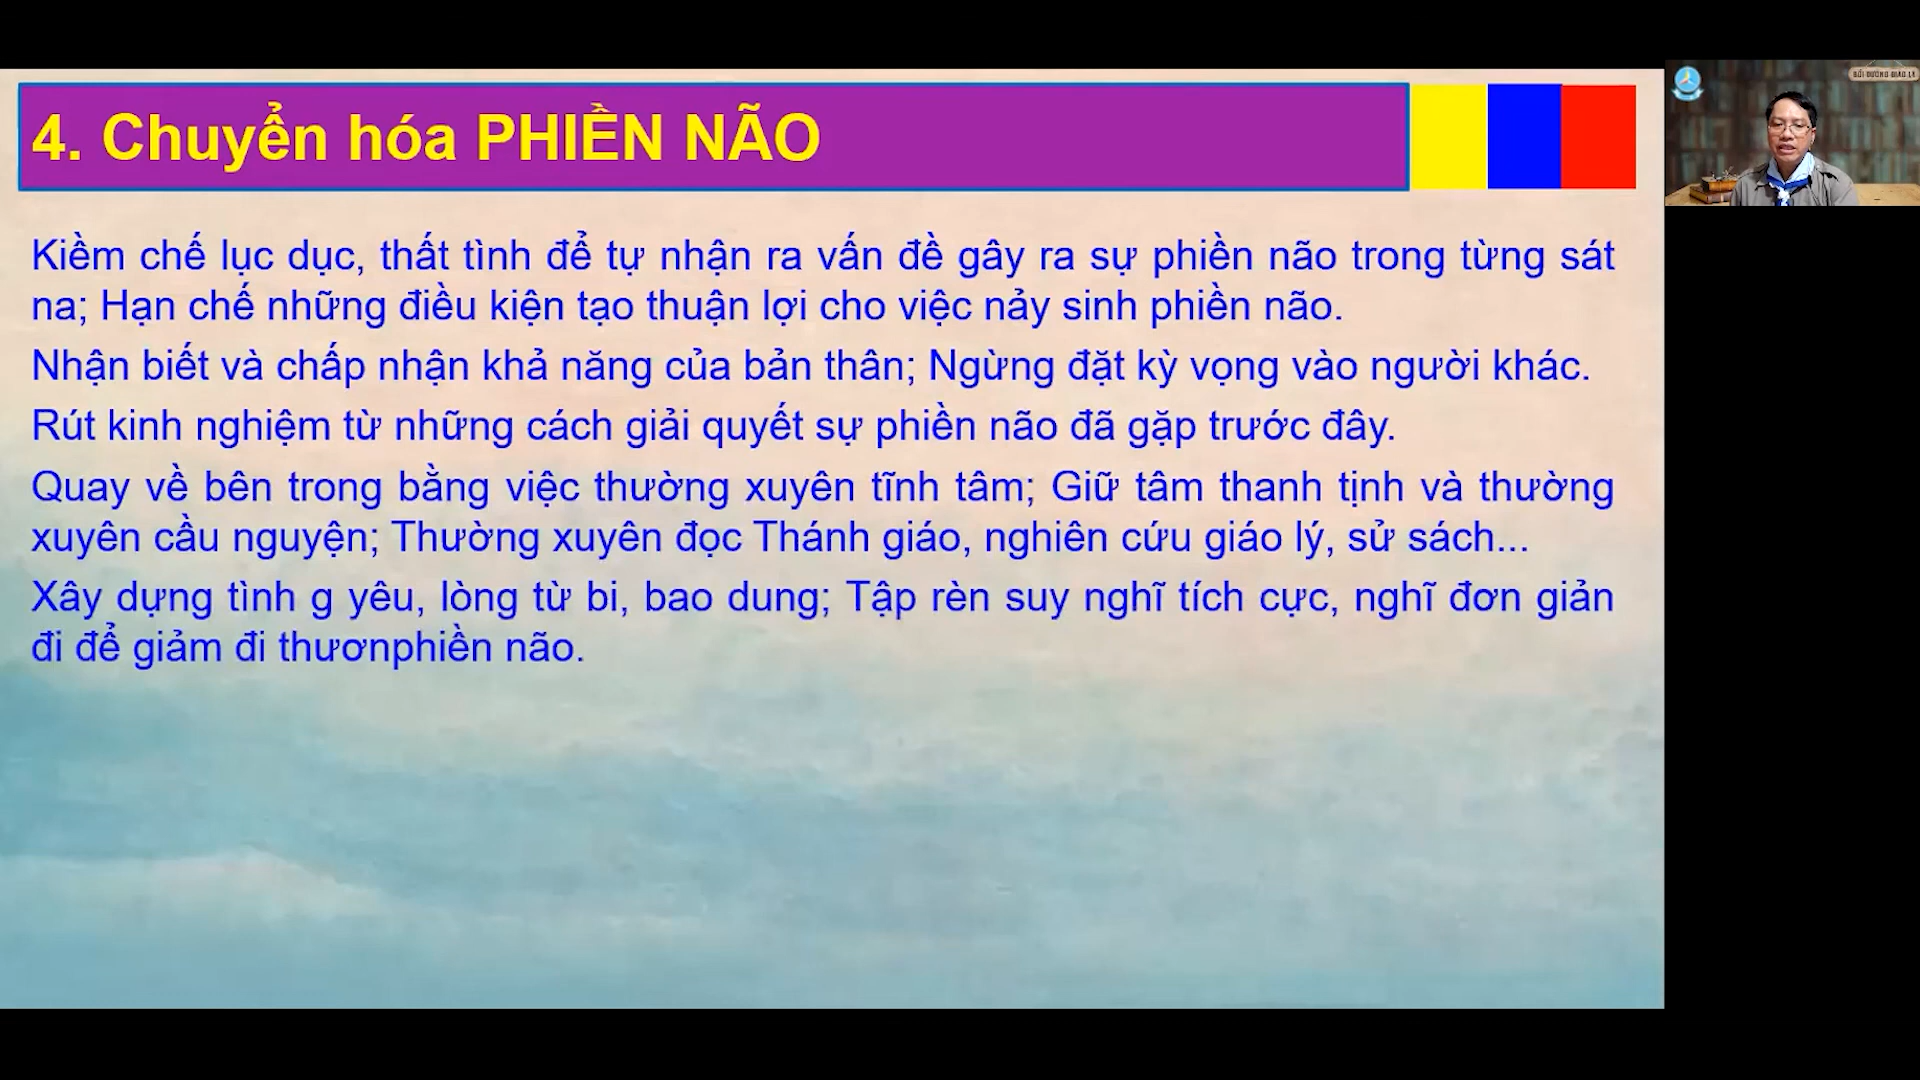 4. Chuyển hóa PHIỀN NÃO
Kiềm chế lục dục, thất tình để tự nhận ra vấn đề gây ra sự phiền não trong từng sát
na; Hạn chế những điều kiện tạo thuận lợi cho việc nảy sinh phiền não.
Nhận biết và chấp nhận khả năng của bản thân; Ngừng đặt kỳ vọng vào người khác.
Rút kinh nghiệm từ những cách giải quyết sự phiền não đã gặp trước đây.
Quay về bên trong bằng việc thường xuyên tĩnh tâm; Giữ tâm thanh tịnh và thường
xuyên cầu nguyện; Thường xuyên đọc Thánh giáo, nghiên cứu giáo lý, sử sách...
Xây dựng tình g yêu, lòng từ bi, bao dung; Tập rèn suy nghĩ tích cực, nghĩ đơn giản
đi để giảm đi thươnphiền não.
BỒI DƯỠNG GIÁO LÝ